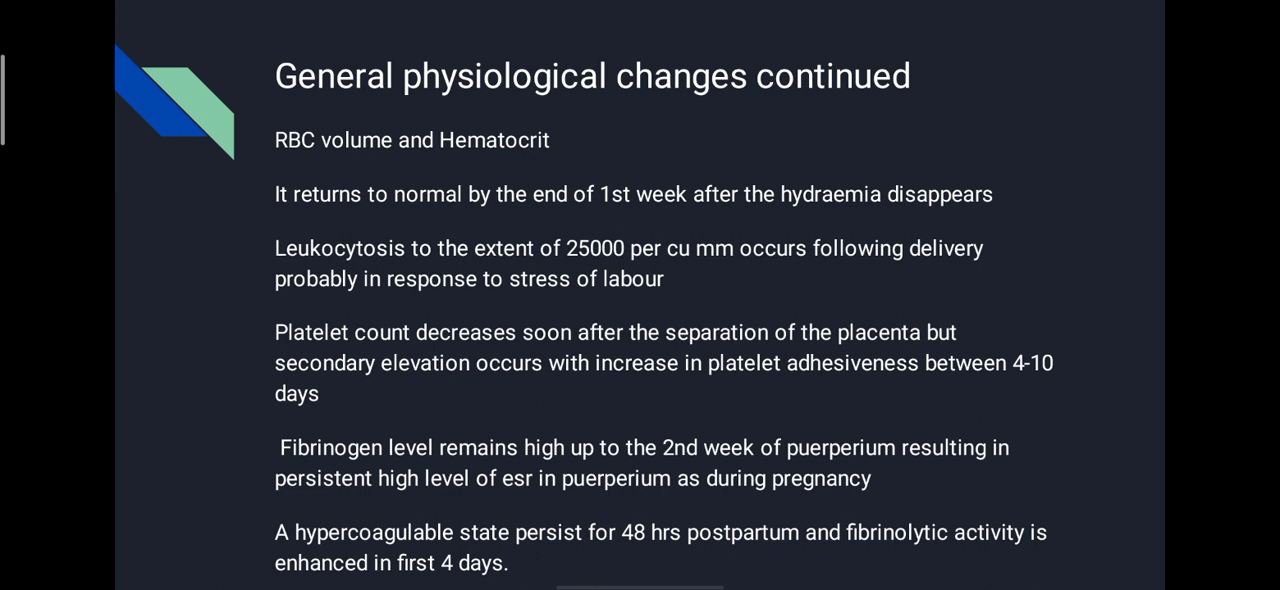 General physiological changes continued
RBC volume and Hematocrit
It returns to normal by the end of 1st week after the hydraemia disappears
Leukocytosis to the extent of 25000 per cu mm occurs following delivery
probably in response to stress of labour
Platelet count decreases soon after the separation of the placenta but
secondary elevation occurs with increase in platelet adhesiveness between 4-10
days
Fibrinogen level remains high up to the 2nd week of puerperium resulting in
persistent high level of esr in puerperium as during pregnancy
A hypercoagulable state persist for 48 hrs postpartum and fibrinolytic activity is
enhanced in first 4 days.